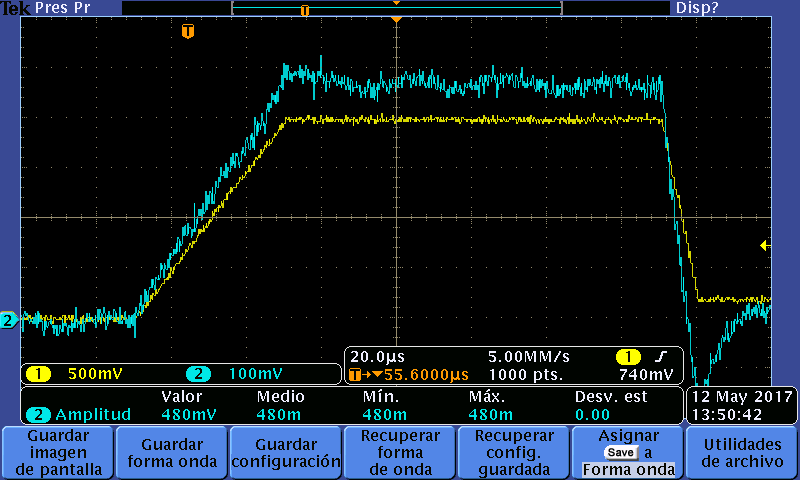 Tek Pres Pr
Disp?
T
T
2
1 500mV
2 100mV
20.0µs 5.00MM/s 1
T→▼55.6000µs 1000 pts. 740mV
Valor Medio Mín. Máx. Desv. est
2 Amplitud 480mV 480m 480m 480m 0.00
12 May 2017
13:50:42
Guardar
imagen
de pantalla
Guardar
forma onda
Guardar
configuración
Recuperar
forma
de onda
Recuperar
config.
guardada
Asignar
Save a
Forma onda
Utilidades
de archivo